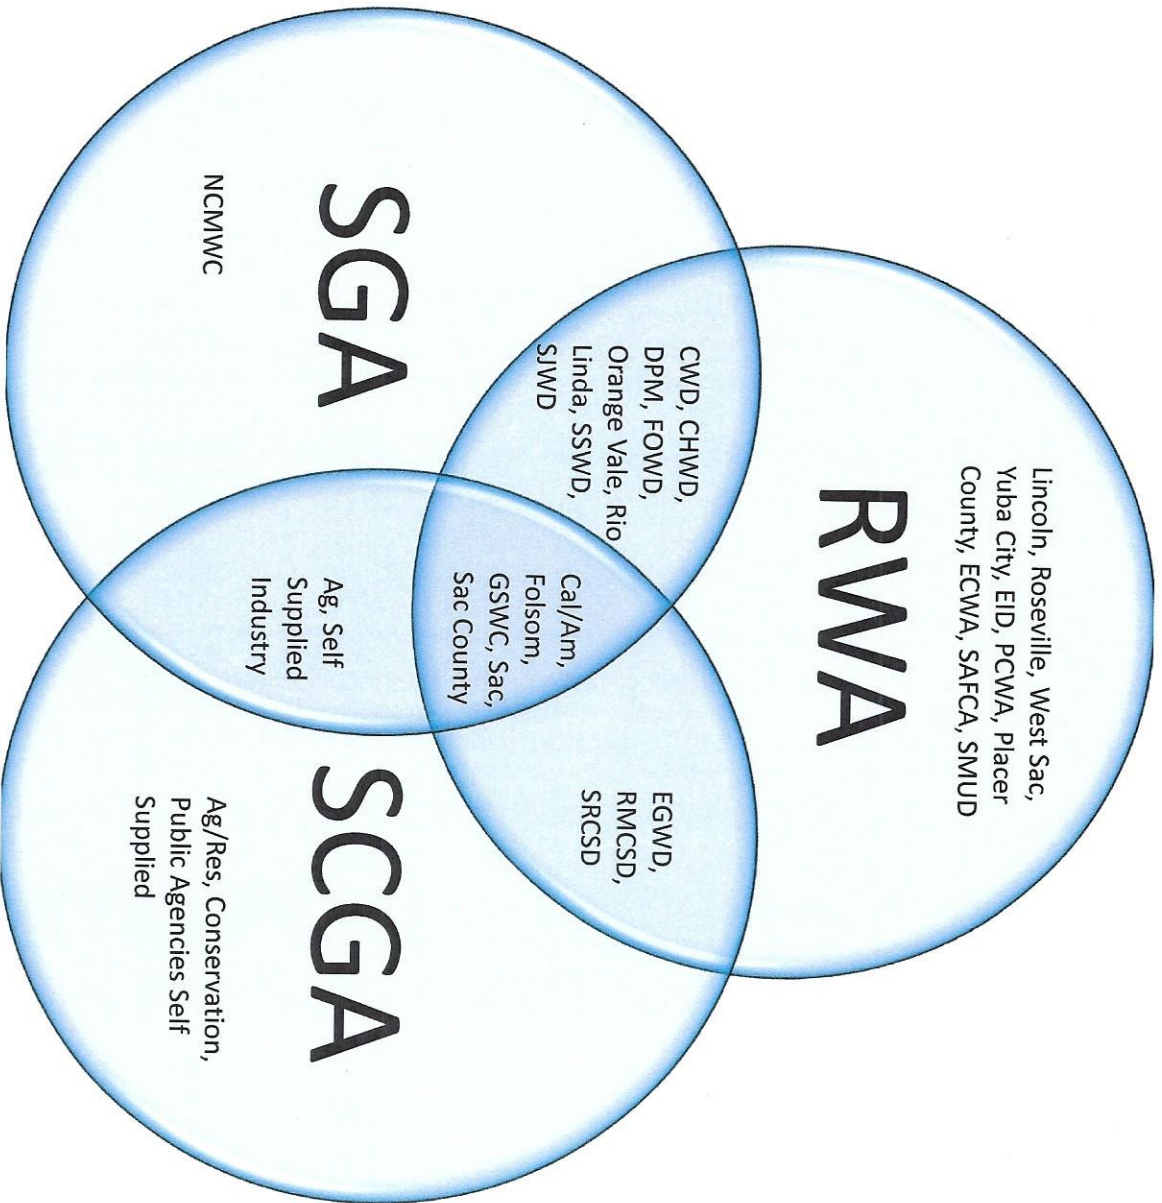 Lincoln, Roseville, West Sac,
Yuba City, EID, PCWA, Placer
County, ECWA, SAFCA, SMUD
RWA
CWD, CHWD,
DPM, FOWD,
Orange Vale, Rio
Linda, SSWD,
SJWD
EGWD,
RMCSD,
SRCSD
Cal/Am,
Folsom,
GSWC, Sac,
Sac County
SGA
NCMWC
Ag, Self
Supplied
Industry
SCGA
Ag/Res, Conservation,
Public Agencies Self
Supplied